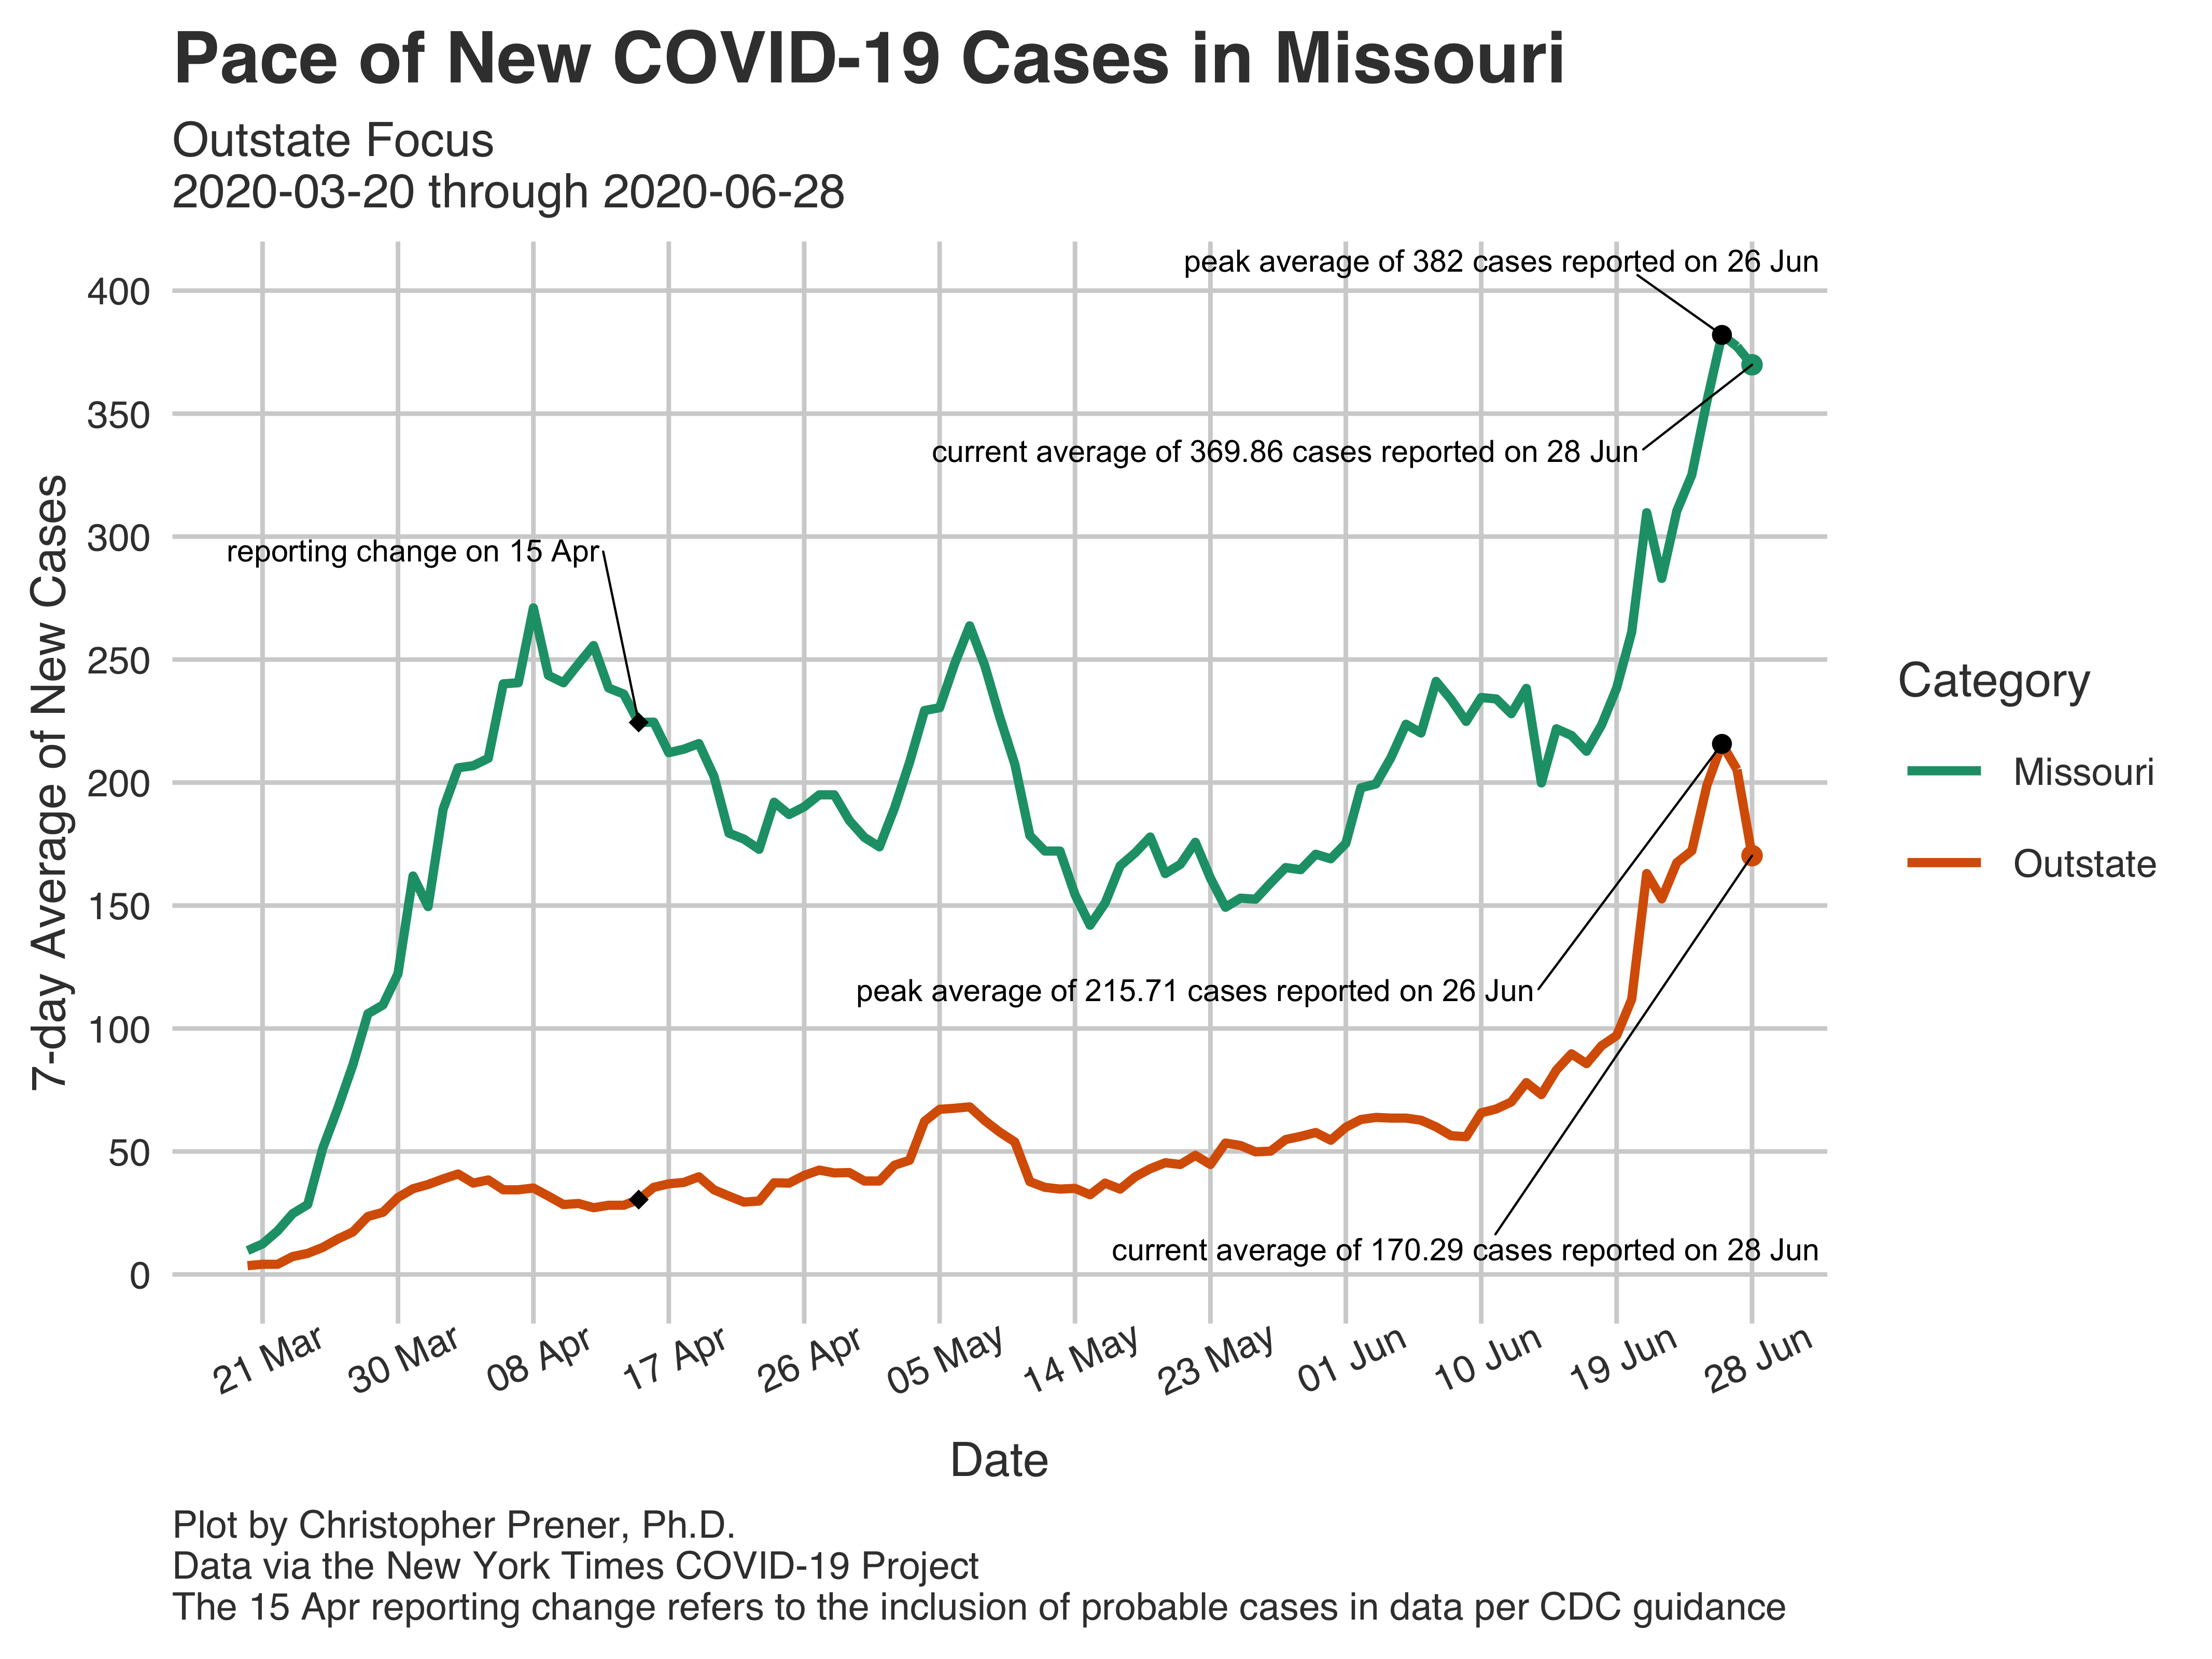 Pace of New COVID-19 Cases in Missouri
Outstate Focus
2020-03-20 through 2020-06-28
7-day Average of New Cases
400
350
300
250
200
150
100
50
0
peak average of 382 cases reported on 26 Jun
current average of 369.86 cases reported on 28 Jun
reporting change on 15 Apr
peak average of 215.71 cases reported on 26 Jun
current average of 170.29 cases reported on 28 Jun
Category
Missouri
Outstate
21 Mar
30 Mar
08 Apr
17 Apr
26 Apr
05 May
14 May
23 May
01 Jun
10 Jun
19 Jun
28 Jun
Date
Plot by Christopher Prener, Ph.D.
Data via the New York Times COVID-19 Project
The 15 Apr reporting change refers to the inclusion of probable cases in data per CDC guidance